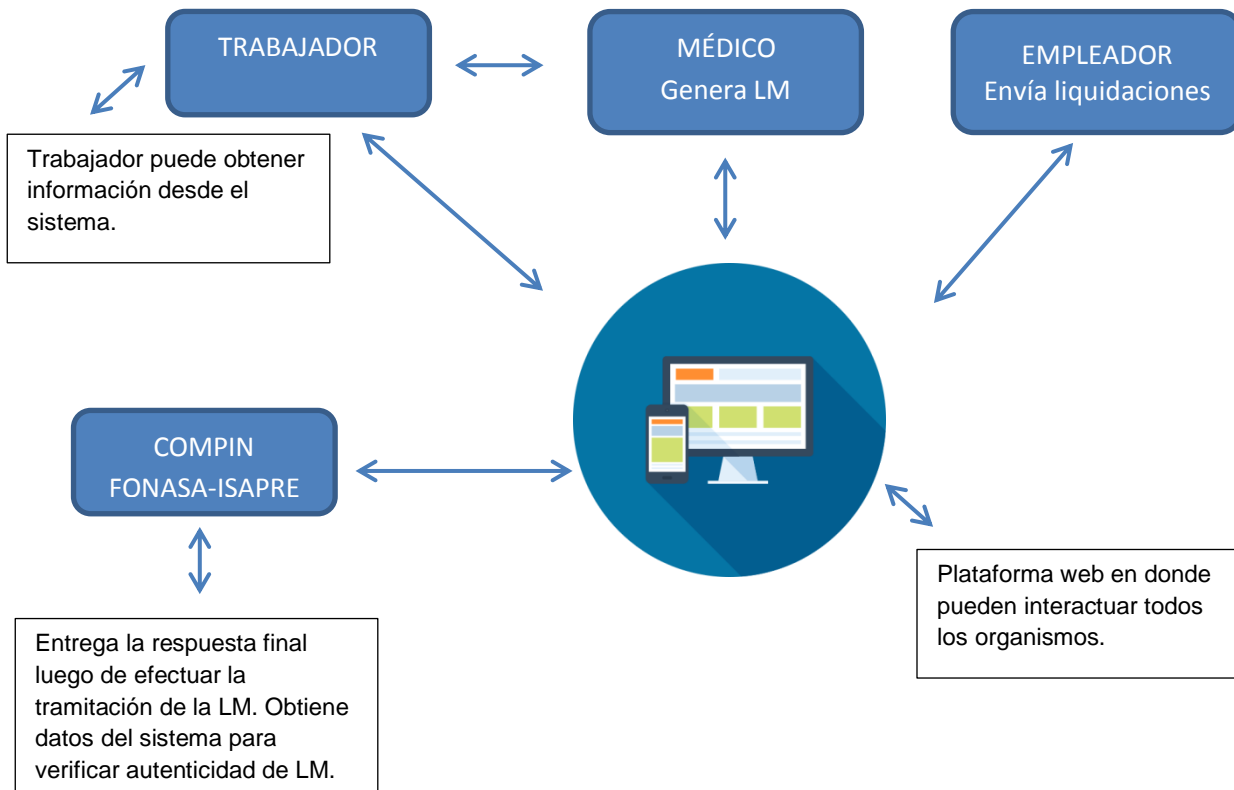 TRABAJADOR
MÉDICO
Genera LM
EMPLEADOR
Envía liquidaciones
Trabajador puede obtener
información desde el
sistema.
COMPIN
FONASA-ISAPRE
Plataforma web en donde
pueden interactuar todos
los organismos.
Entrega la respuesta final
luego de efectuar la
tramitación de la LM. Obtiene
datos del sistema para
verificar autenticidad de LM.